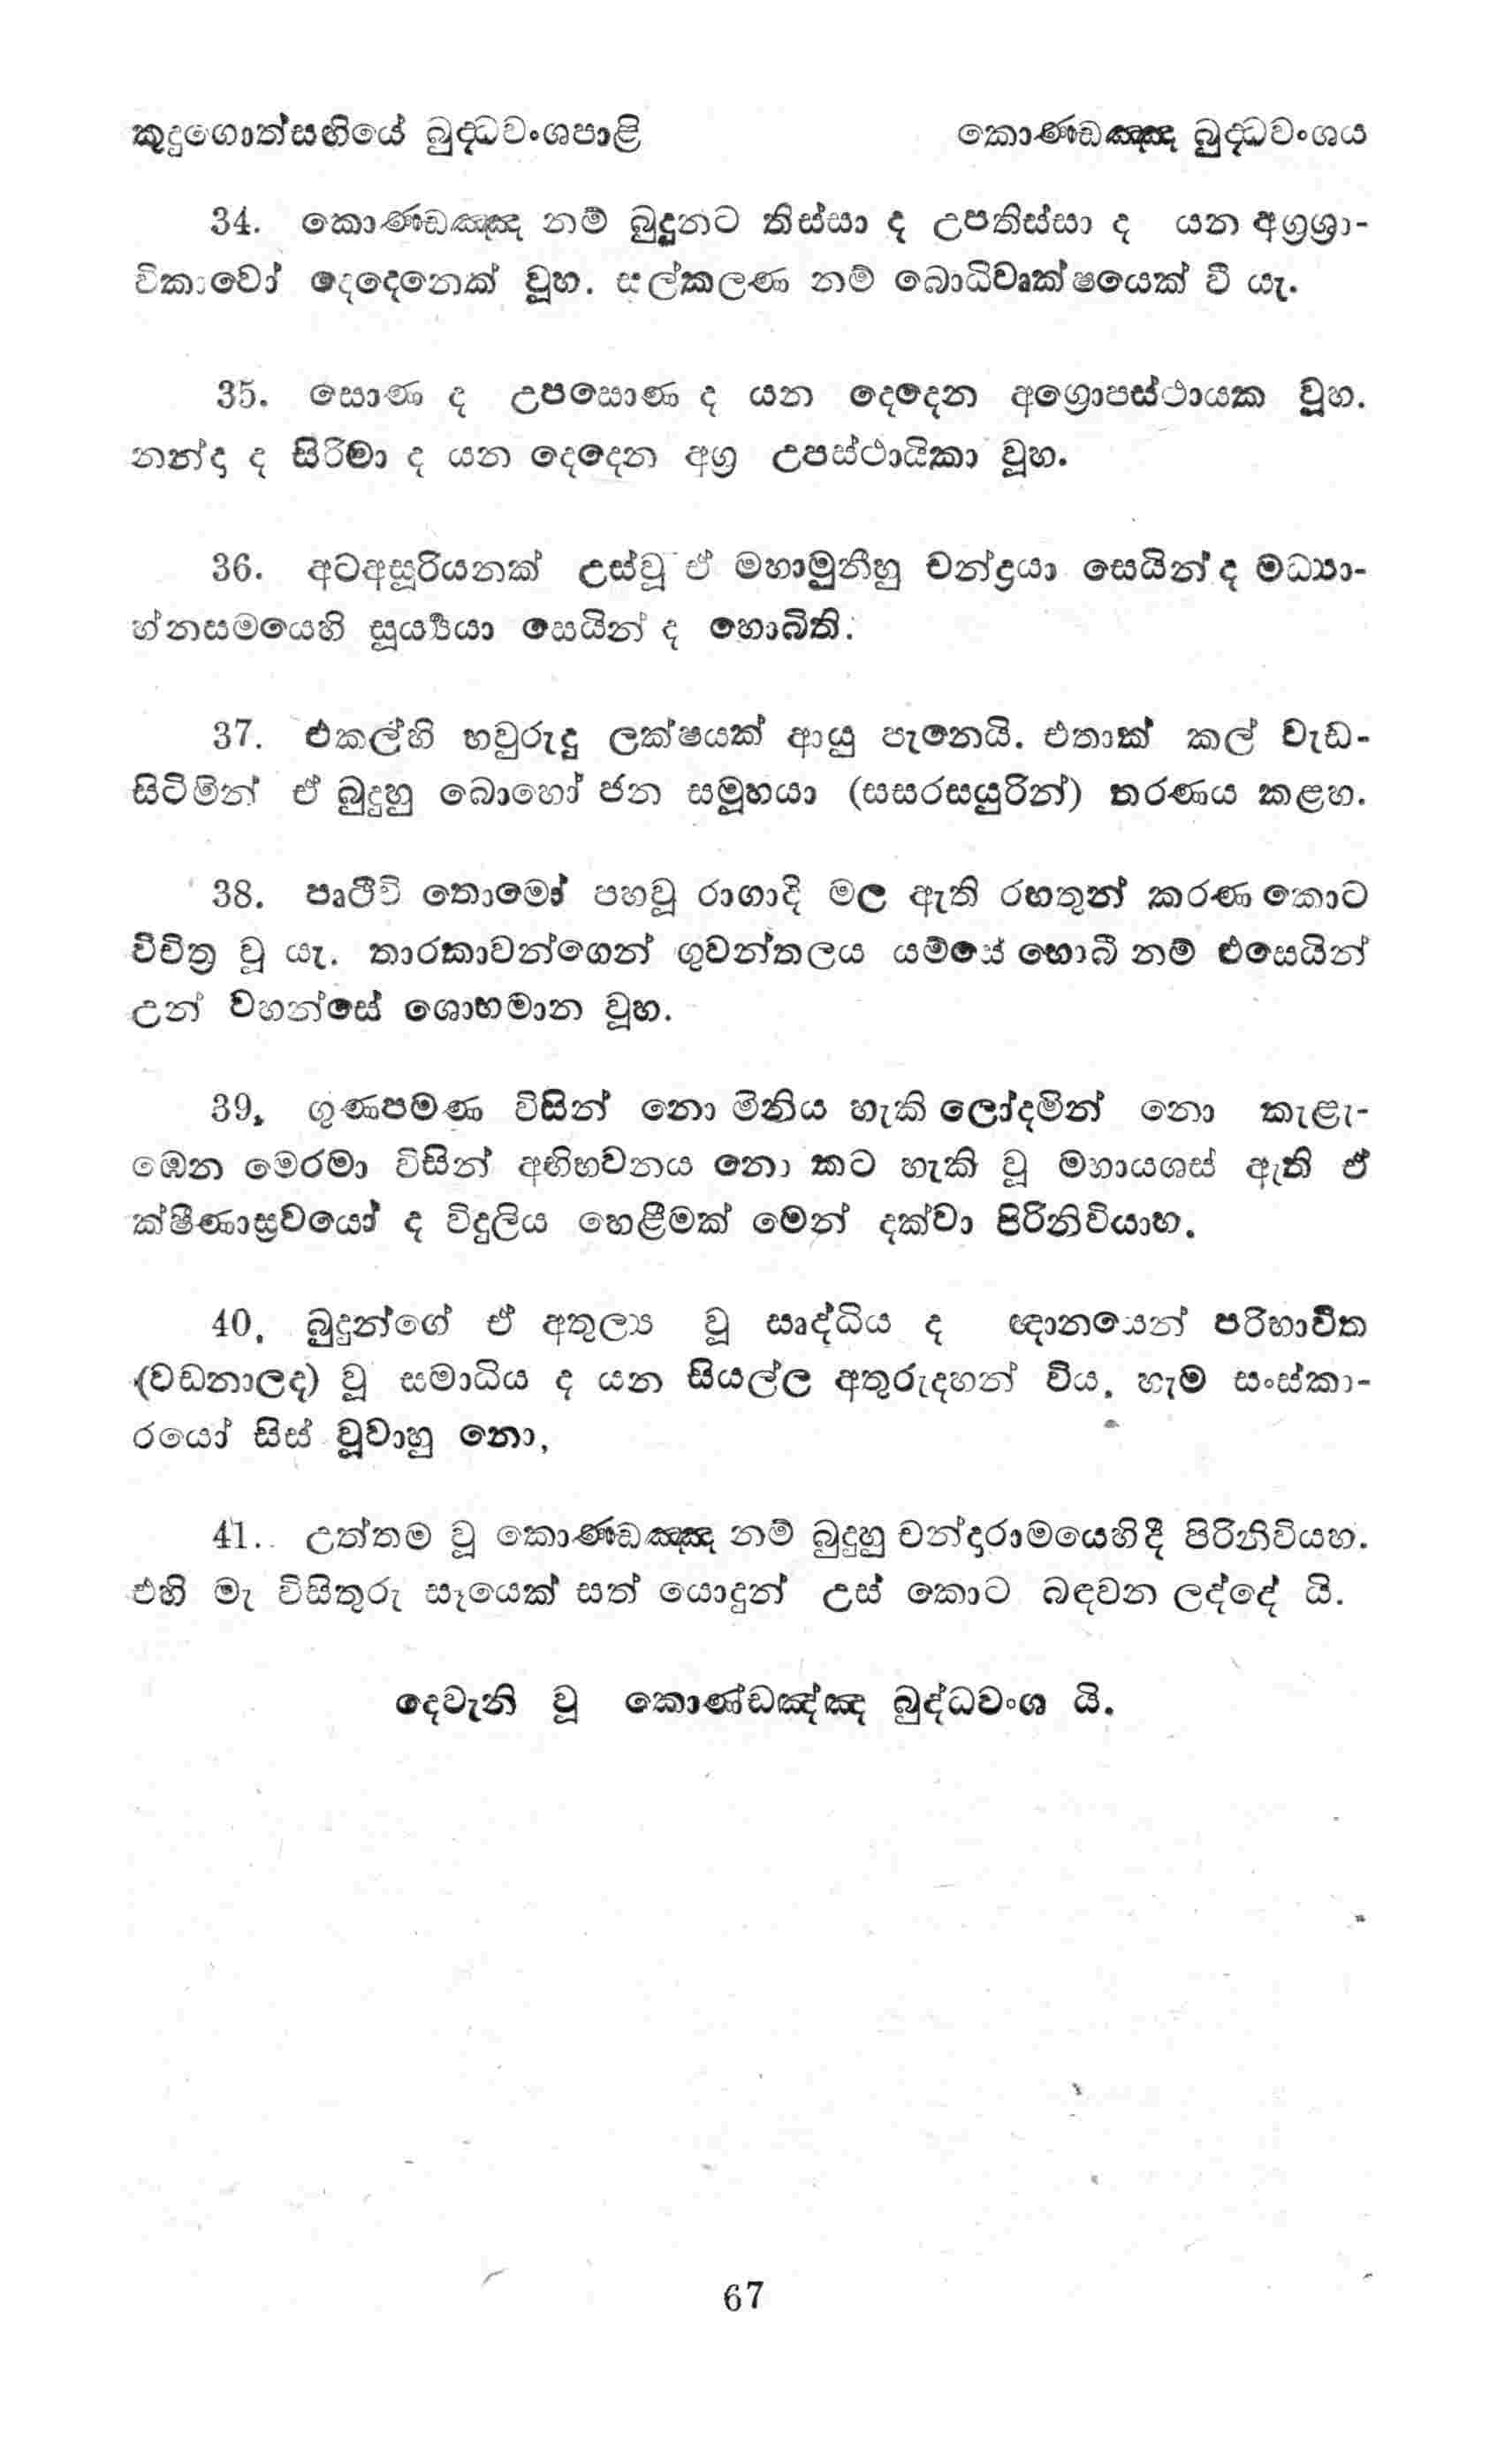 කුදුගොත්සඟියේ බුද්ධවංශපාළි
කොණ්ඩඤ්ඤ බුද්ධවංශය
34. කොණ්ඩඤ්ඤ නම් බුදුනට තිස්සා ද උපතිස්සා ද යන අග්‍රශ්‍රා-
විකාවෝ දෙදෙනෙක් වූහ. සල්කලණ නම් බොධිවෘක්ෂයෙක් වී යැ.
35. සොණ ද උපසොණ ද යන දෙදෙන අග්‍රොපස්ථායක වූහ.
නන්දා ද සිරිමා ද යන දෙදෙන අග්‍ර උපස්ථායිකා වූහ.
36. අටඅසූරියනක් උස්වූ ඒ මහාමුනීහු චන්ද්‍රයා සෙයින් ද මධ්‍යා-
හ්නසමයෙහි සූර්‍ය්‍යයා සෙයින් ද හොබිති.
37. එකල්හි හවුරුදු ලක්ෂයක් ආයු පැනෙයි. එතාක් කල් වැඩ-
සිටිමින් ඒ බුදුහු බොහෝ ජන සමූහයා (සසරසයුරින්) තරණය කළහ.
38. පෘථිවි තොමෝ පහවූ රාගාදි මල ඇති රහතුන් කරණ කොට
විචිත්‍ර වූ යැ. තාරකාවන්ගෙන් ගුවන්තලය යම්සේ හොබී නම් එසෙයින්
උන් වහන්සේ ශොභමාන වූහ.
39. ගුණපමණ විසින් නො මිනිය හැකි ලෝදමින් නො කැළැ-
ඹෙන මෙරමා විසින් අභිභවනය නො කට හැකි වූ මහායශස් ඇති ඒ
ක්ෂීණාස්‍රවයෝ ද විදුලිය හෙළීමක් මෙන් දක්වා පිරිනිවියාහ.
40. බුදුන්ගේ ඒ අතුල්‍ය වූ සෘද්ධිය ද ඥානයෙන් පරිභාවිත
(වඩනාලද) වූ සමාධිය ද යන සියල්ල අතුරුදහන් විය. හැම සංස්කා-
රයෝ සිස් වූවාහු නො,
41.. උත්තම වූ කොණ්ඩඤ්ඤ නම් බුදුහු චන්දාරාමයෙහිදී පිරිනිවියහ.
එහි මැ විසිතුරු සෑයෙක් සත් යොදුන් උස් කොට බඳවන ලද්දේ යි.
දෙවැනි වූ කොණ්ඩඤ්ඤ බුද්ධවංශ යි.
67